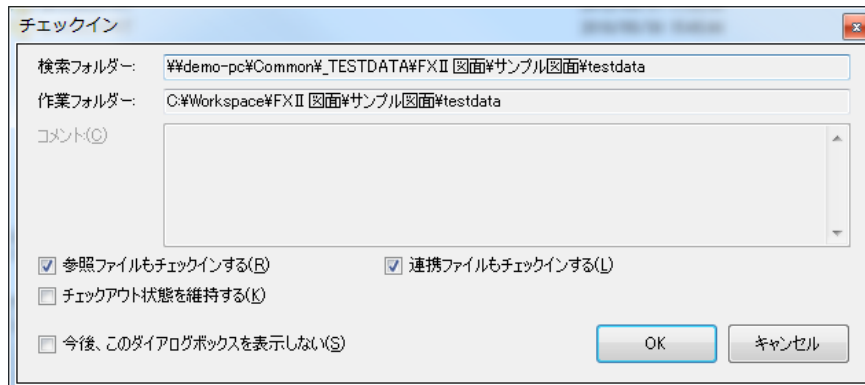 チェックイン
検索フォルダー: ¥¥demo-pc¥Common¥_TESTDATA¥FXⅡ 図面¥サンプル図面¥testdata
作業フォルダー: C:¥Workspace¥FXⅡ 図面¥サンプル図面¥testdata
コメント:(C)
参照ファイルもチェックインする(R) 連携ファイルもチェックインする(L)
チェックアウト状態を維持する(K)
今後、このダイアログボックスを表示しない(S) OK キャンセル